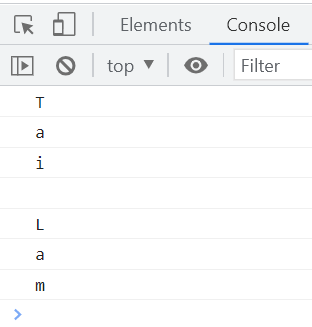 Elements Console
top Filter
T
a
i

L
a
m